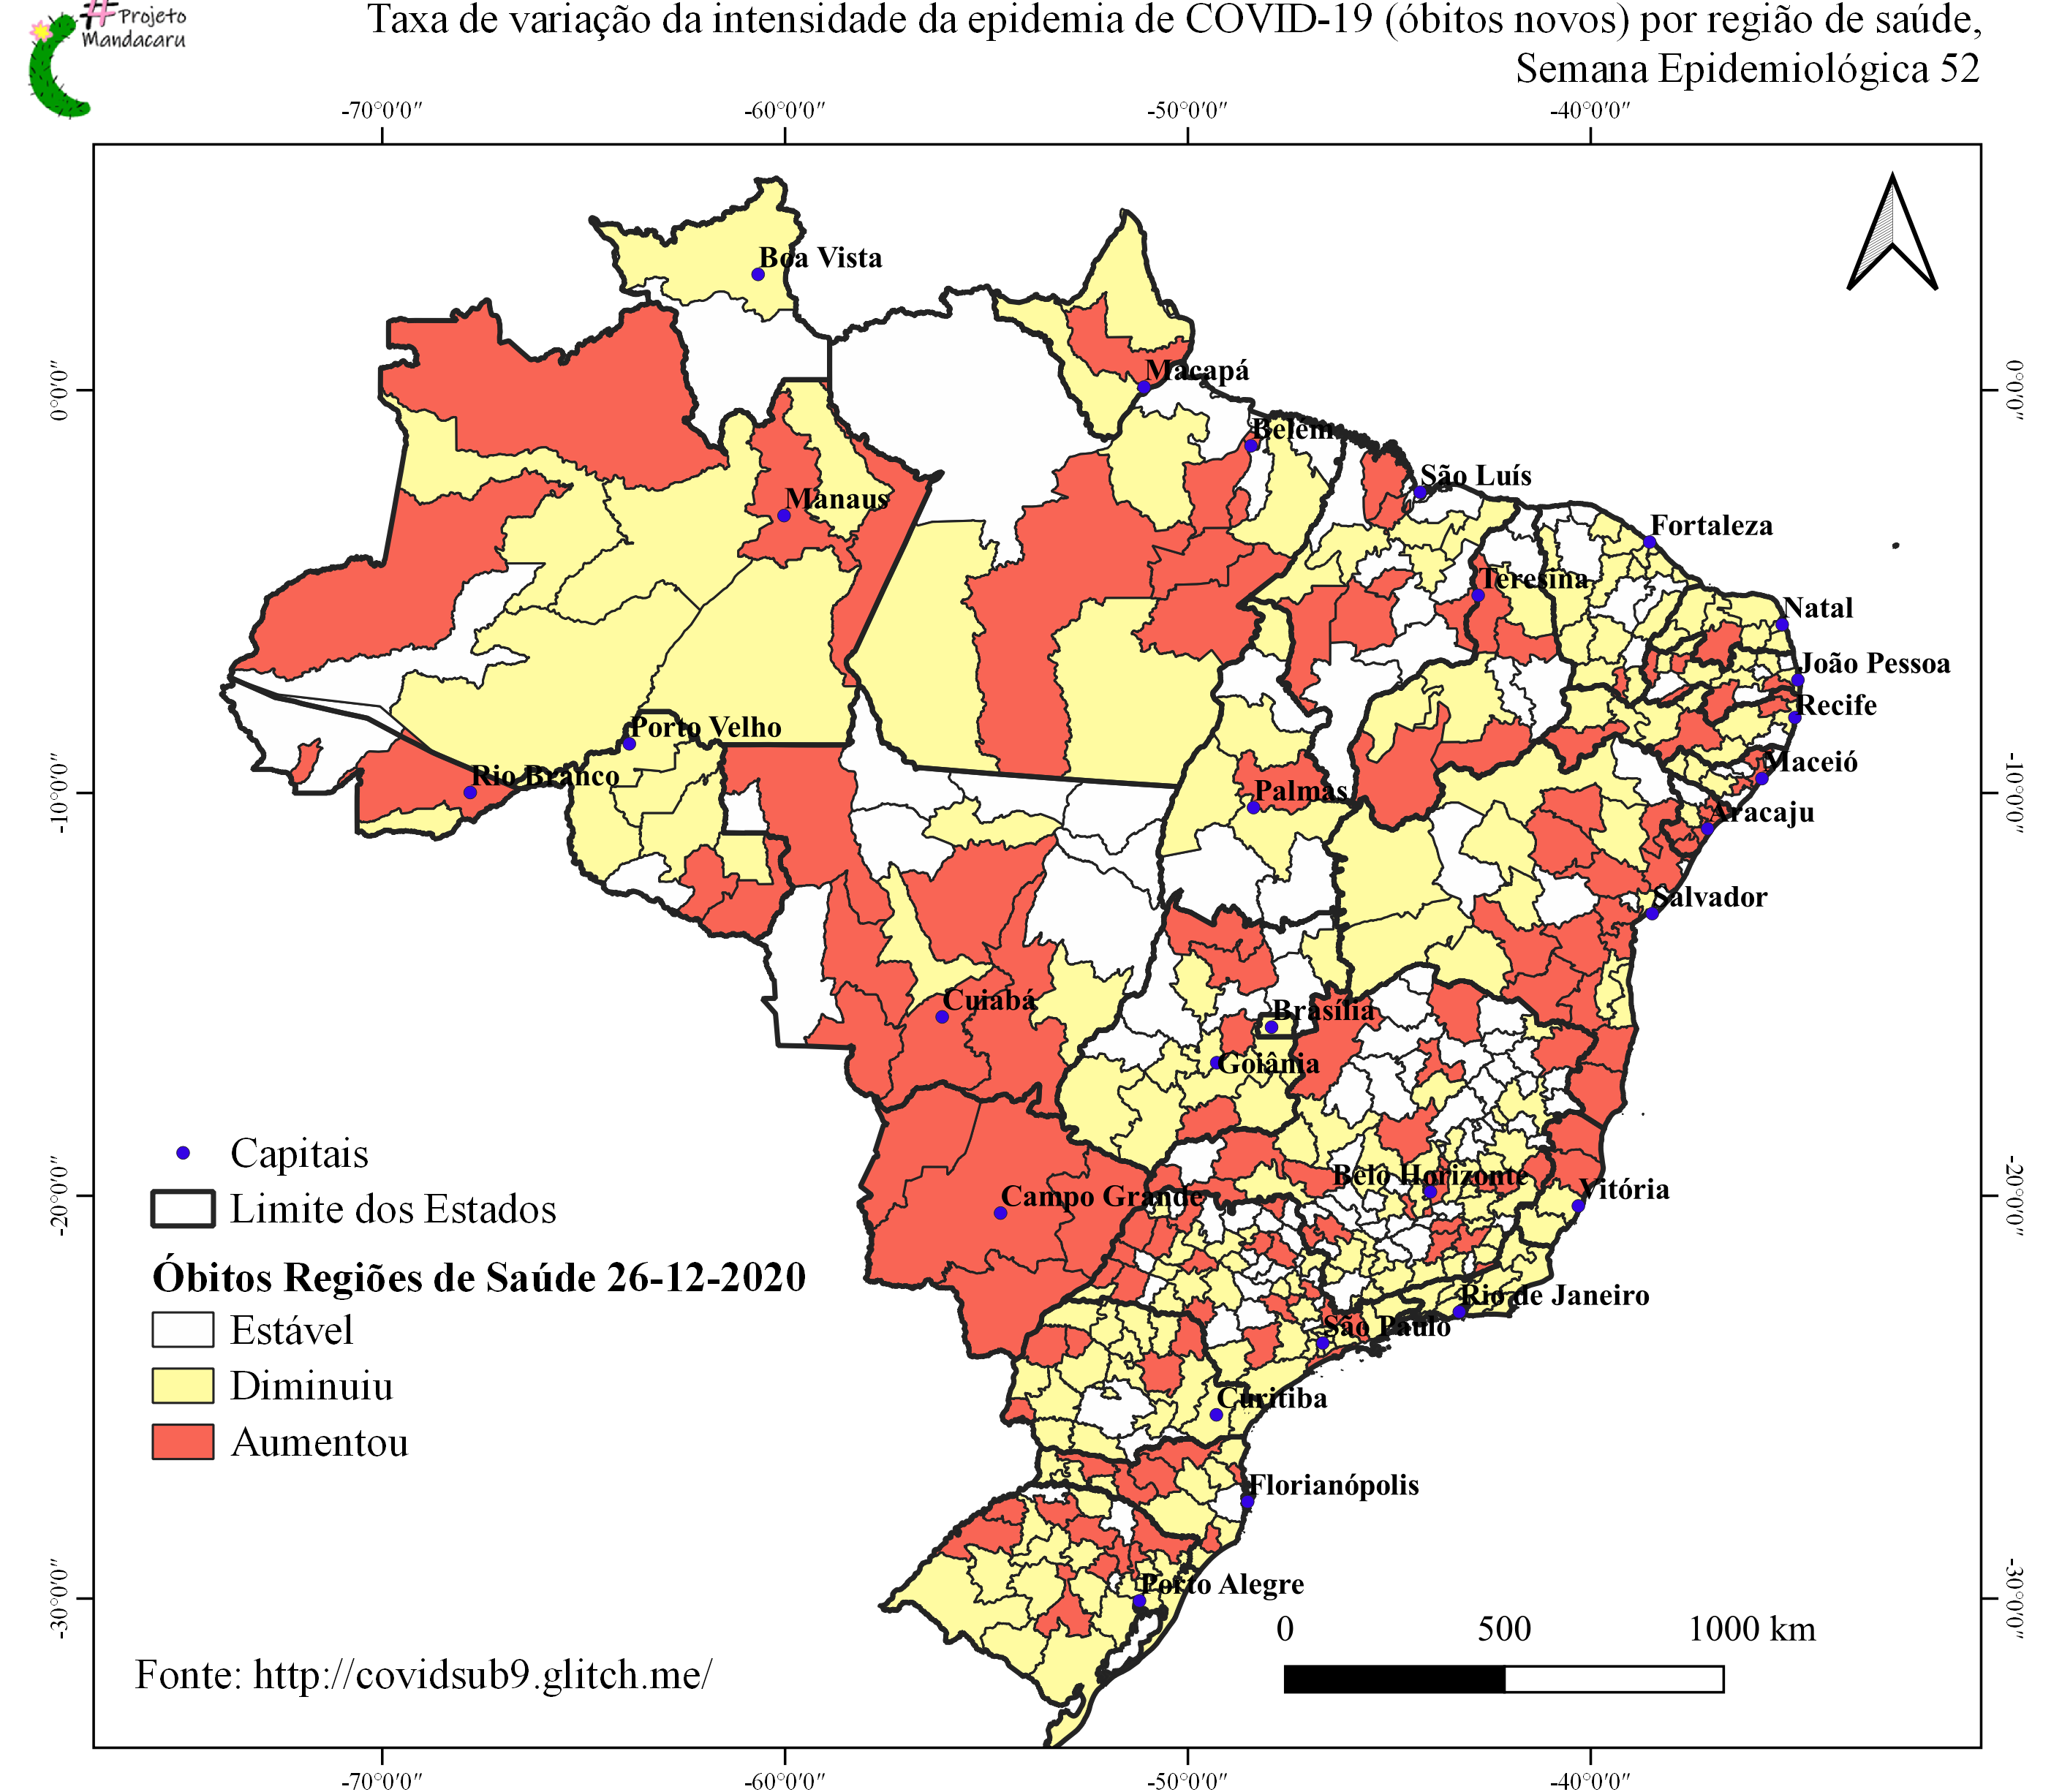 #Projeto
Mandacaru
Taxa de variação da intensidade da epidemia de COVID-19 (óbitos novos) por região de saúde,
Semana Epidemiológica 52
-70°0′0″ -60°0′0″ -50°0′0″ -40°0′0″
0°0′0″
-10°0′0″
-20°0′0″
-30°0′0″
0°0′0″
-10°0′0″
-20°0′0″
-30°0′0″
Boa Vista
Macapá
Belém
São Luís
Manaus
Fortaleza
Teresina
Natal
João Pessoa
Recife
Porto Velho
Maceió
Rio Branco
Palmas
Aracaju
Salvador
Cuiabá
Brasília
Goiânia
Belo Horizonte
Vitória
Campo Grande
Rio de Janeiro
São Paulo
Curitiba
Florianópolis
Porto Alegre
Capitais
Limite dos Estados
Óbitos Regiões de Saúde 26-12-2020
Estável
Diminuiu
Aumentou
0 500 1000 km
Fonte: http://covidsub9.glitch.me/
-70°0′0″ -60°0′0″ -50°0′0″ -40°0′0″